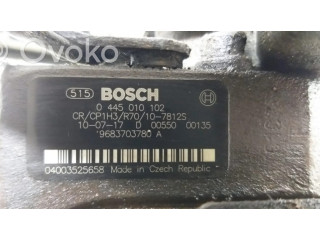 OVOKO
515 BOSCH
0 445 010 102
CR/CP1H3/R70/10-7812S
10-07-17 D 00550 00135
*9683703780 A
04003525658 Made in Czech Republic